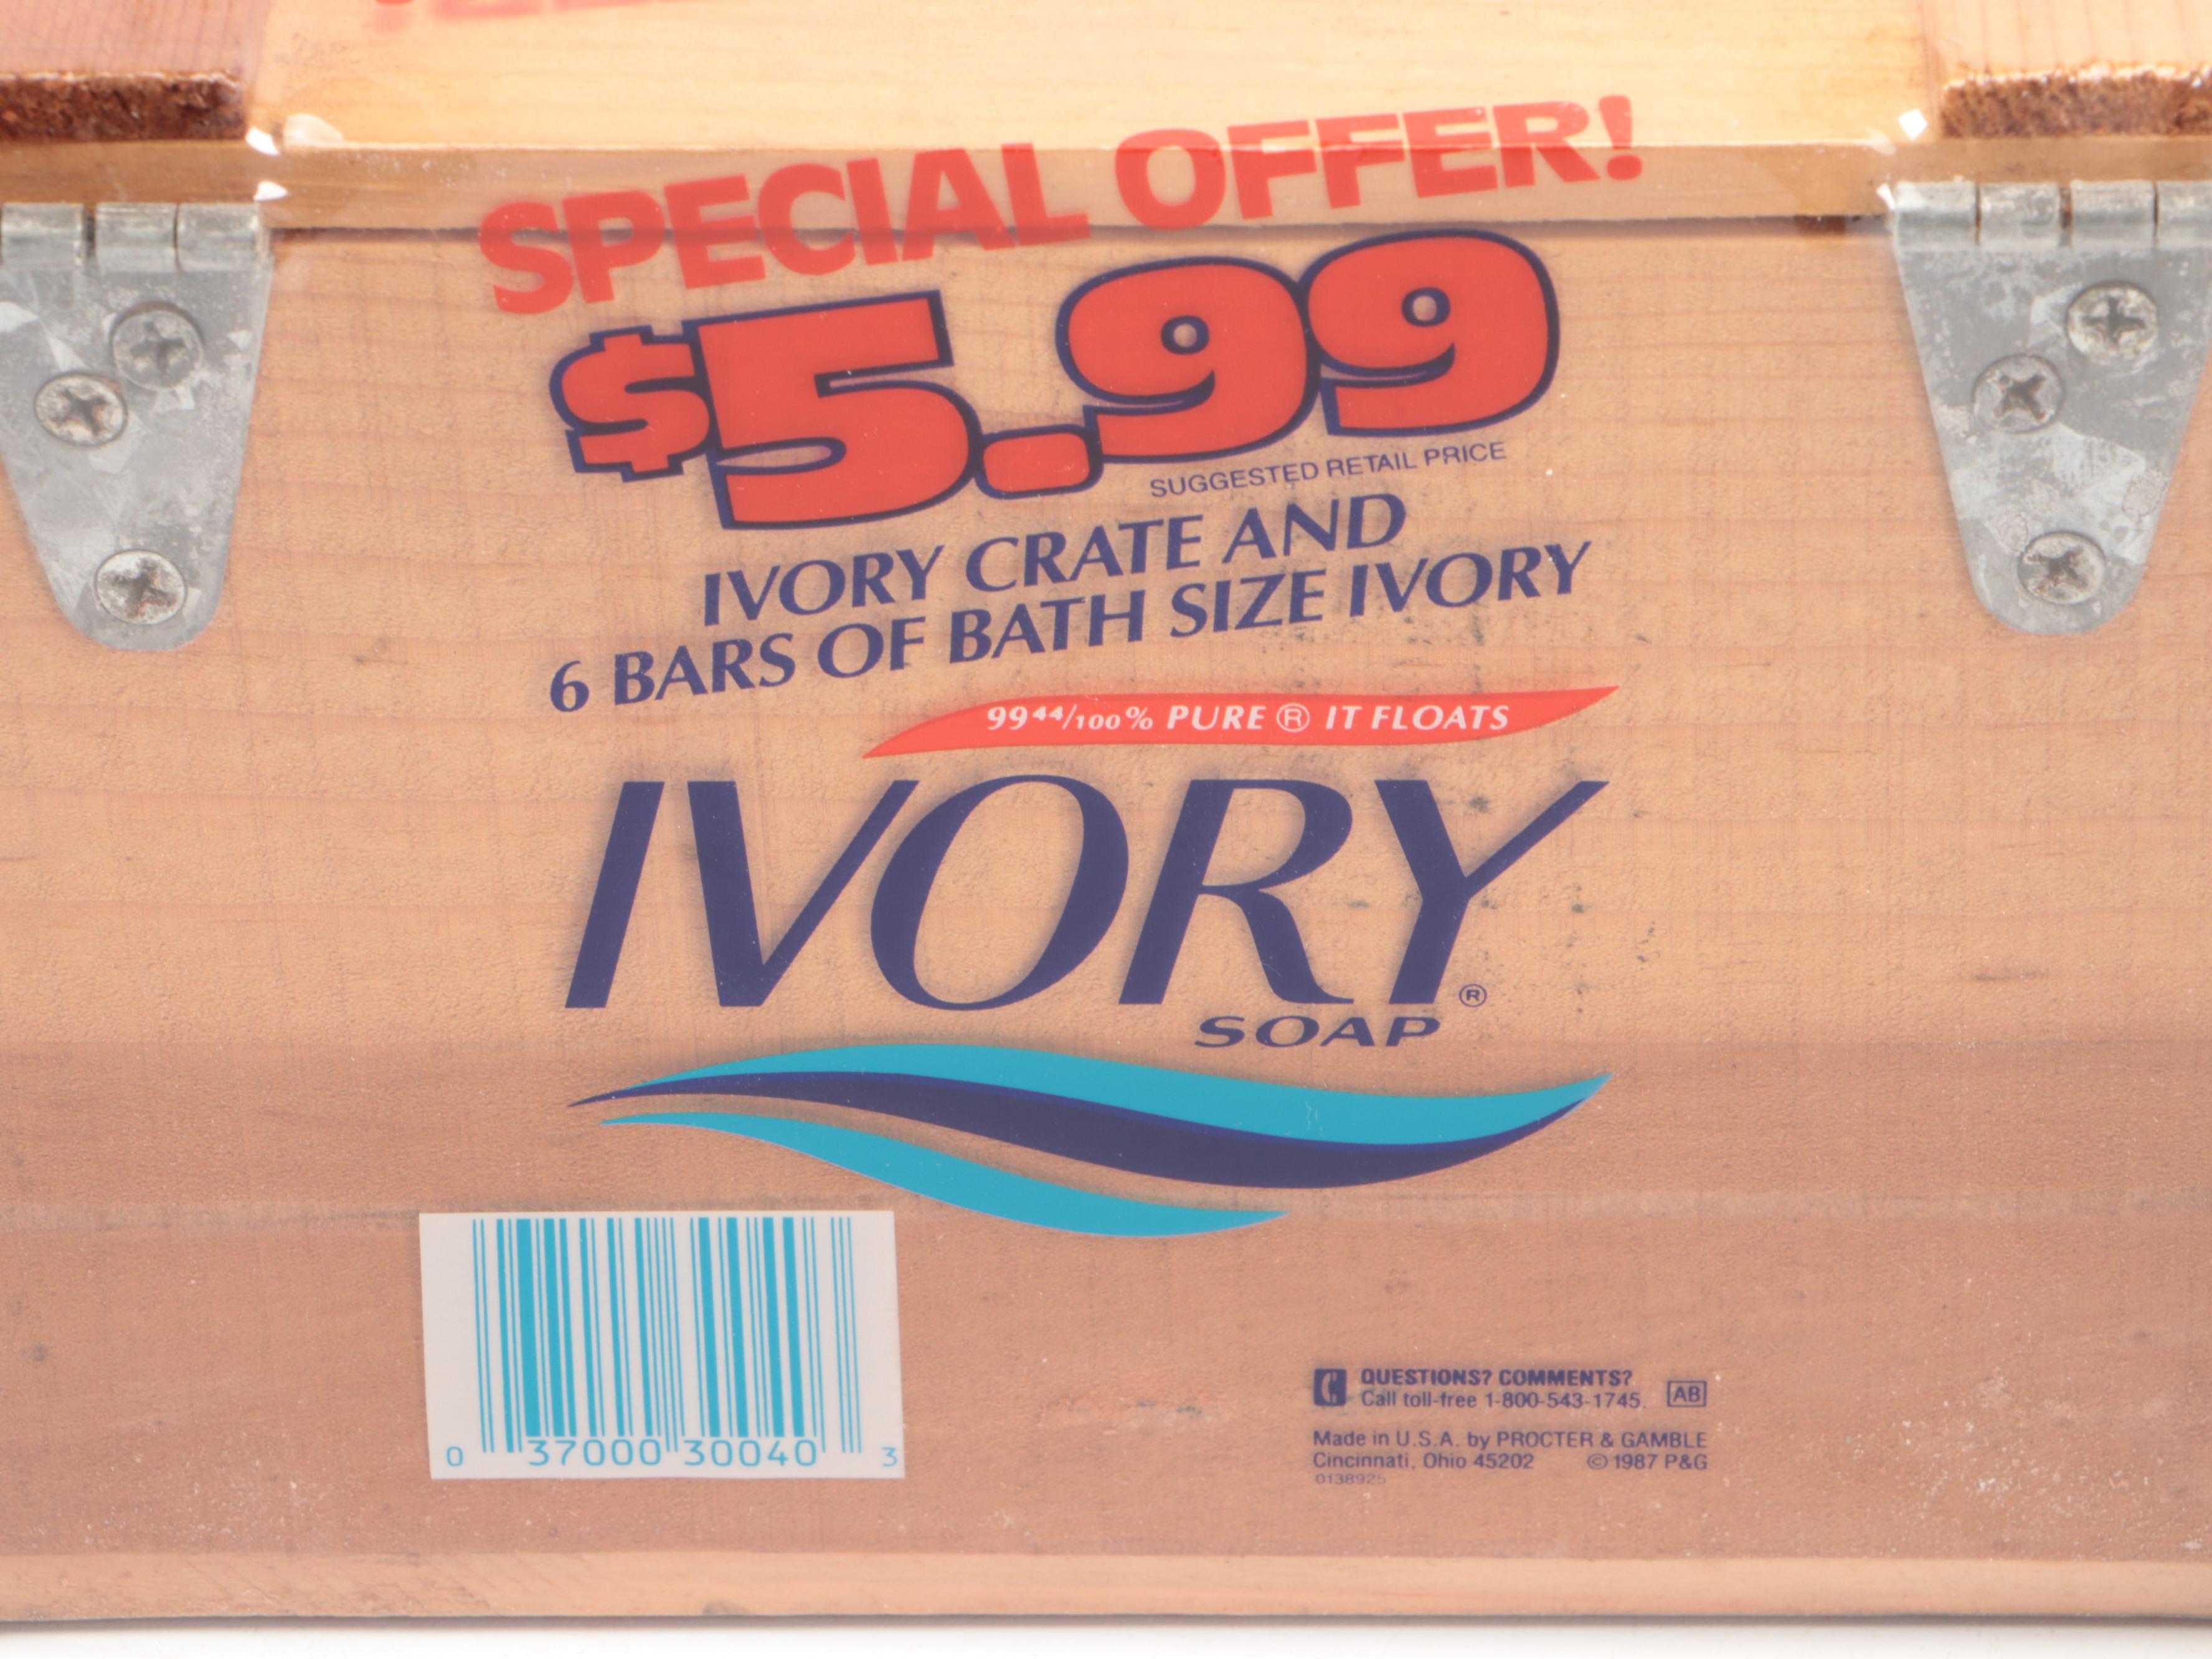 SPECIAL OFFER!
$5.99
SUGGESTED RETAIL PRICE
IVORY CRATE AND
6 BARS OF BATH SIZE IVORY
99 44/100% PURE ® IT FLOATS
IVORY®
SOAP
0 37000 30040 3
QUESTIONS? COMMENTS?
Call toll-free 1-800-543-1745. AB
Made in U.S.A. by PROCTER & GAMBLE
Cincinnati, Ohio 45202 © 1987 P&G
0138925